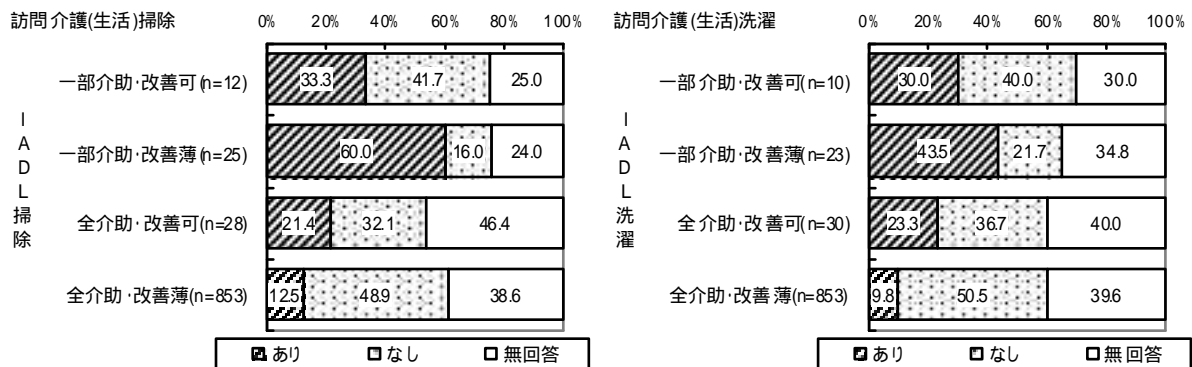 訪問介護(生活)掃除
0% 20% 40% 60% 80% 100%
IADL掃除
一部介助・改善可(n=12) 33.3 41.7 25.0
一部介助・改善薄(n=25) 60.0 16.0 24.0
全介助・改善可(n=28) 21.4 32.1 46.4
全介助・改善薄(n=853) 12.5 48.9 38.6
あり なし 無回答
訪問介護(生活)洗濯
0% 20% 40% 60% 80% 100%
IADL洗濯
一部介助・改善可(n=10) 30.0 40.0 30.0
一部介助・改善薄(n=23) 43.5 21.7 34.8
全介助・改善可(n=30) 23.3 36.7 40.0
全介助・改善薄(n=853) 9.8 50.5 39.6
あり なし 無回答